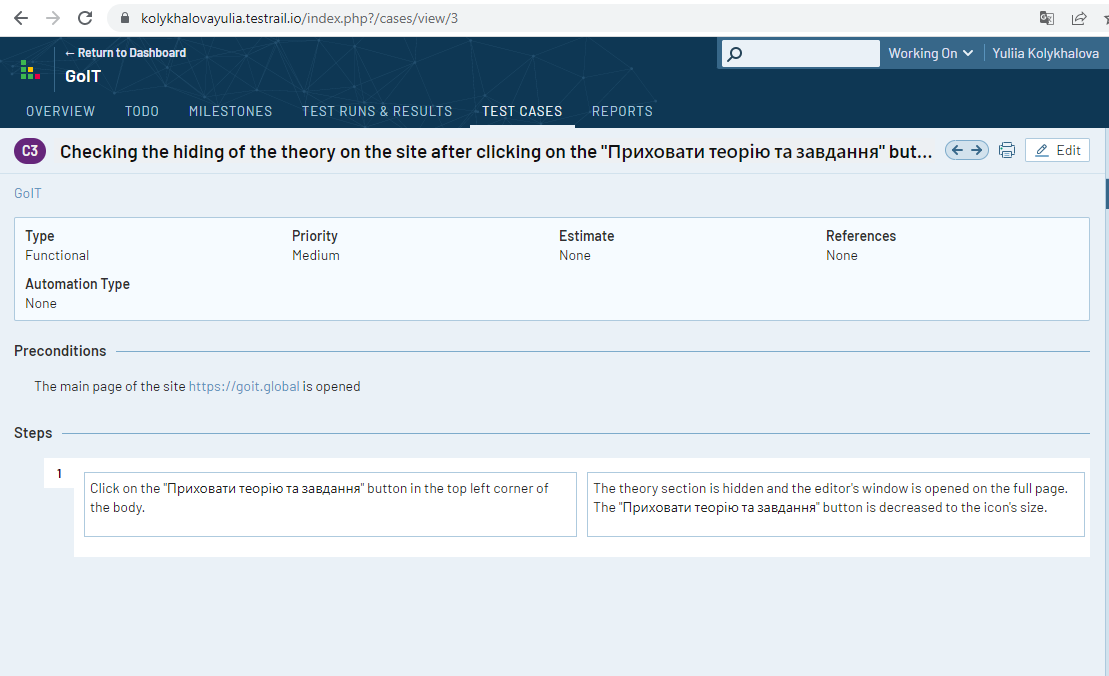 kolykhalovayulia.testrail.io/index.php?/cases/view/3
← Return to Dashboard
GoIT
Working On
Yuliia Kolykhalova
OVERVIEW TODO MILESTONES TEST RUNS & RESULTS TEST CASES REPORTS
C3 Checking the hiding of the theory on the site after clicking on the "Приховати теорію та завдання" but... Edit
GoIT
Type Priority Estimate References
Functional Medium None None
Automation Type
None
Preconditions
The main page of the site https://goit.global is opened
Steps
1
Click on the "Приховати теорію та завдання" button in the top left corner of
the body.
The theory section is hidden and the editor's window is opened on the full page.
The "Приховати теорію та завдання" button is decreased to the icon's size.